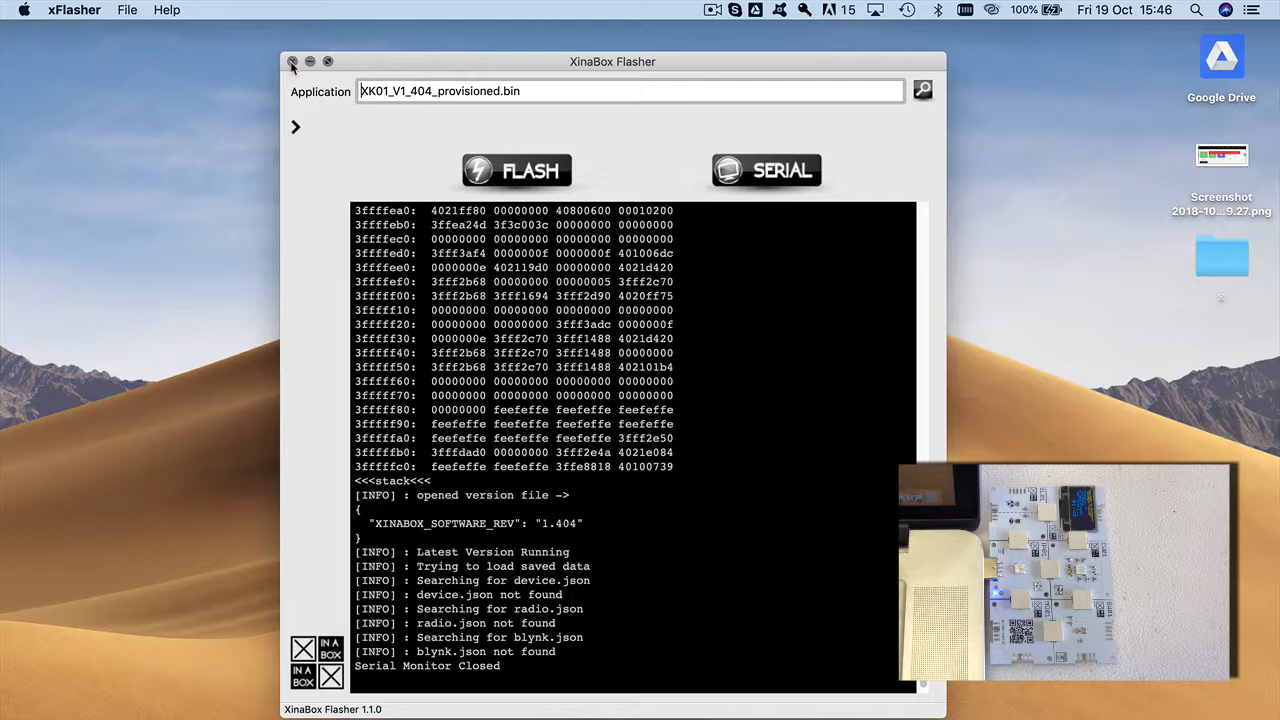 xFlasher File Help
15 100% Fri 19 Oct 15:46
XinaBox Flasher
Application XK01_V1_404_provisioned.bin
FLASH SERIAL
3ffffea0: 4021ff80 00000000 40800600 00010200
3ffffeb0: 3ffea24d 3f3c003c 00000000 00000000
3ffffec0: 00000000 00000000 00000000 00000000
3ffffed0: 3fff3af4 0000000f 0000000f 401006dc
3ffffee0: 0000000e 402119d0 00000000 4021d420
3ffffef0: 3fff2b68 00000000 00000005 3fff2c70
3fffff00: 3fff2b68 3fff1694 3fff2d90 4020ff75
3fffff10: 00000000 00000000 00000000 00000000
3fffff20: 00000000 00000000 3fff3adc 0000000f
3fffff30: 0000000e 3fff2c70 3fff1488 4021d420
3fffff40: 3fff2b68 3fff2c70 3fff1488 00000000
3fffff50: 3fff2b68 3fff2c70 3fff1488 402101b4
3fffff60: 00000000 00000000 00000000 00000000
3fffff70: 00000000 00000000 00000000 00000000
3fffff80: 00000000 feefeffe feefeffe feefeffe
3fffff90: feefeffe feefeffe feefeffe feefeffe
3fffffa0: feefeffe feefeffe feefeffe 3fff2e50
3fffffb0: 3fffdad0 00000000 3fff2e4a 4021e084
3fffffc0: feefeffe feefeffe 3ffe8818 40100739
<<<stack<<<
[INFO] : opened version file ->
{
"XINABOX_SOFTWARE_REV": "1.404"
}
[INFO] : Latest Version Running
[INFO] : Trying to load saved data
[INFO] : Searching for device.json
[INFO] : device.json not found
[INFO] : Searching for radio.json
[INFO] : radio.json not found
[INFO] : Searching for blynk.json
[INFO] : blynk.json not found
Serial Monitor Closed
IN A
BOX
IN A
BOX
XinaBox Flasher 1.1.0
Google Drive
Screenshot
2018-10...9.27.png